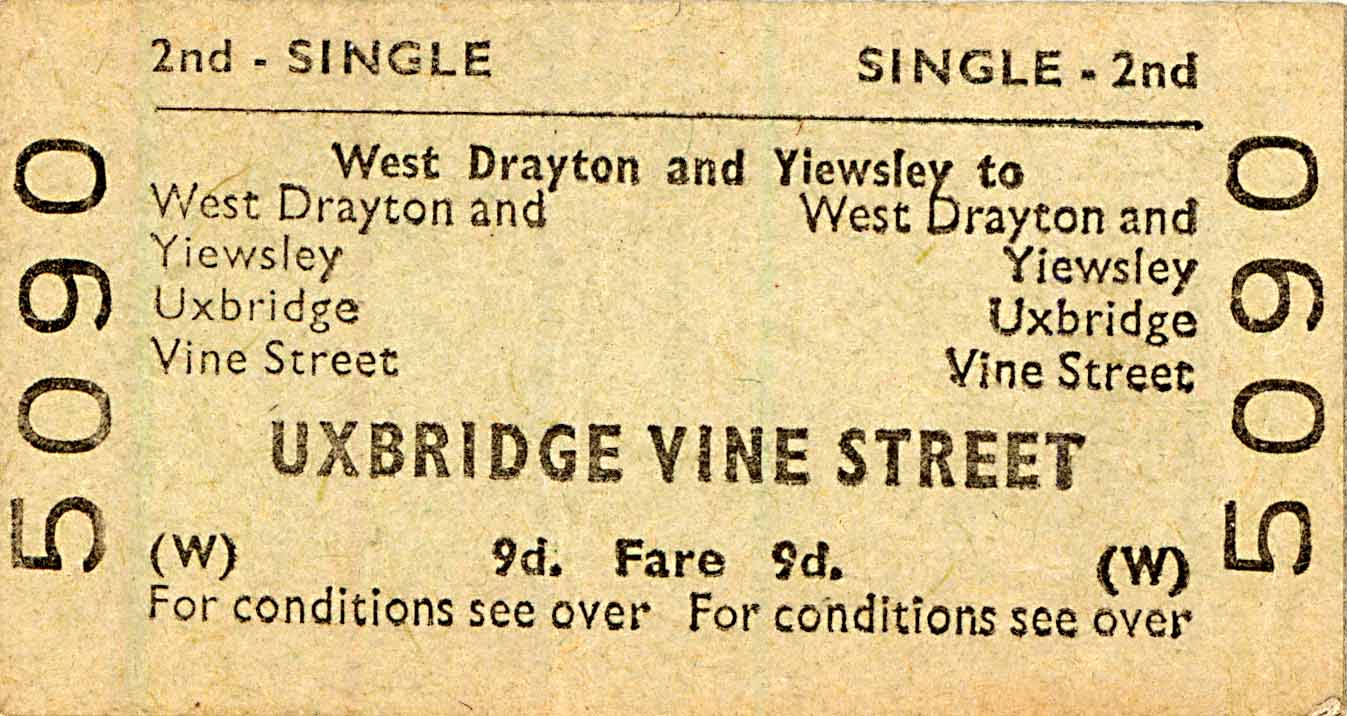 2nd - SINGLE SINGLE - 2nd
West Drayton and Yiewsley to
West Drayton and West Drayton and
Yiewsley Yiewsley
Uxbridge Uxbridge
Vine Street Vine Street
UXBRIDGE VINE STREET
(W) 9d. Fare 9d. (W)
For conditions see over For conditions see over
5090
5090